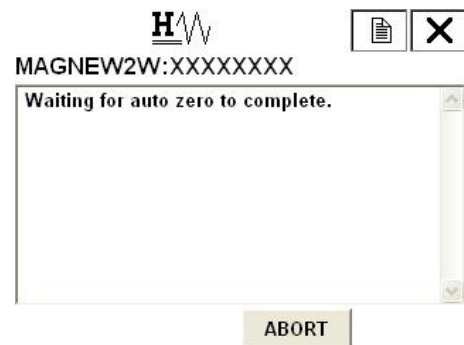 H
MAGNEW2W:XXXXXXXX
Waiting for auto zero to complete.
ABORT